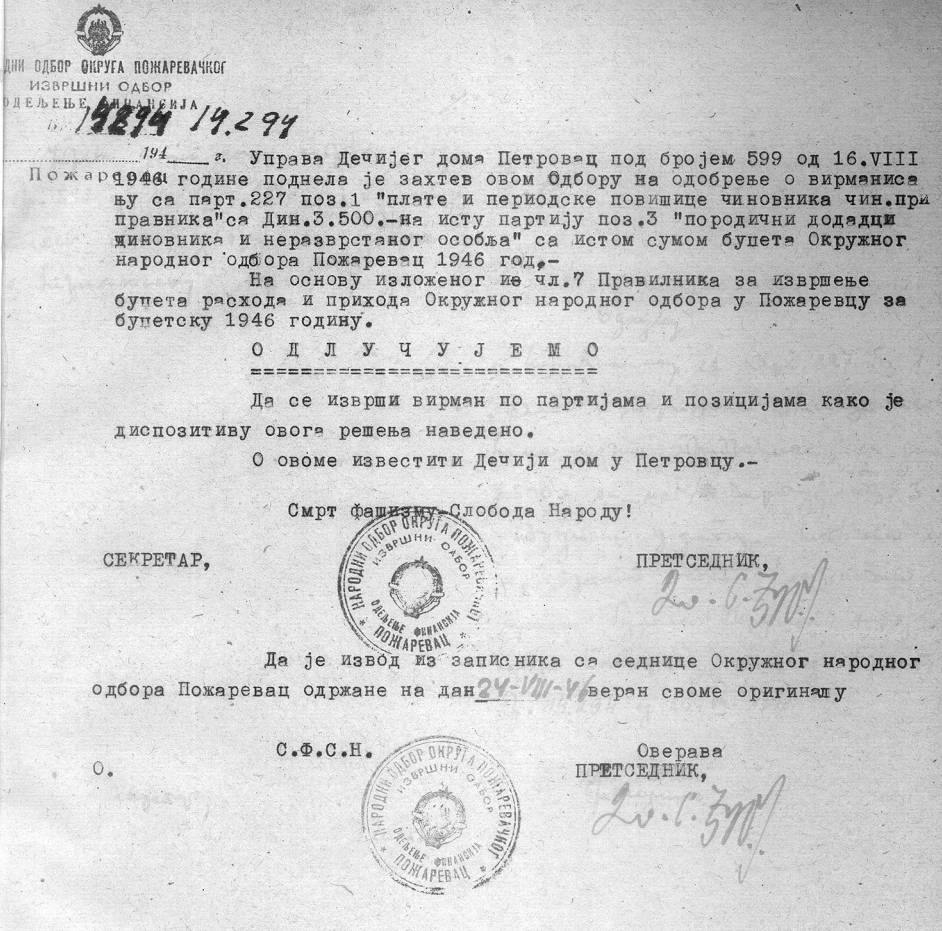 ДНИ ОДБОР ОКРУГА ПОЖАРЕВАЧКОГ
ИЗВРШНИ ОДБОР
ОДЕЉЕЊЕ ФИНАНСИЈА
14294 14.294
194 г.
Пожаревац
Управа Дечијег дома Петровац под бројем 599 од 16.VIII
1946 године поднела је захтев овом Одбору на одобрење о вирманиса
њу са парт.227 поз.1 "плате и периодске повишице чиновника чин.при
правника"са Дин.3.500.-на исту партију поз.3 "породични додадци
чиновника и неразврстаног особља" са истом сумом буџета Окружног
народног одбора Пожаревац 1946 год.-
На основу изложеног ие чл.7 Правилника за извршење
буџета расхода и прихода Окружног народног одбора у Пожаревцу за
буџетску 1946 годину.
О Д Л У Ч У Ј Е М О
============================
Да се изврши вирман по партијама и позицијама како је
диспозитиву овога решења наведено.
О овоме известити Дечији дом у Петровцу.-
Смрт фашизму-Слобода Народу!
СЕКРЕТАР,
ПРЕТСЕДНИК,
НАРОДНИ ОДБОР ОКРУГА ПОЖАРЕВАЧКОГ
ИЗВРШНИ ОДБОР
ОДЕЉЕЊЕ ФИНАНСИЈА
ПОЖАРЕВАЦ
Да је извод из записника са седнице Окружног народног
одбора Пожаревац одржане на дан 24-VIII-46 веран своме оригиналу
С.Ф.С.Н.
Оверава
О.
ПРЕТСЕДНИК,
НАРОДНИ ОДБОР ОКРУГА ПОЖАРЕВАЧКОГ
ИЗВРШНИ ОДБОР
ОДЕЉЕЊЕ ФИНАНСИЈА
ПОЖАРЕВАЦ